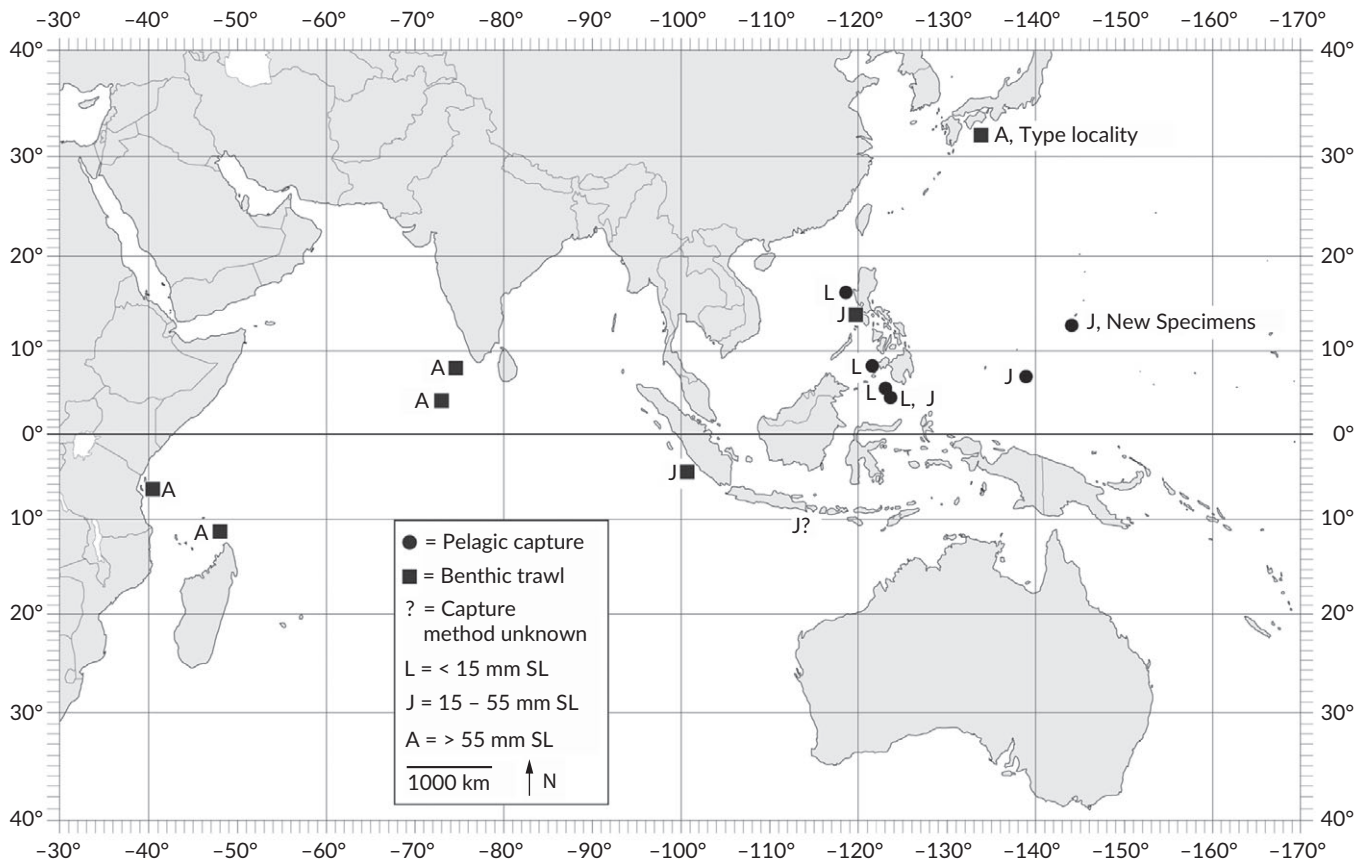 −30° −40° −50° −60° −70° −80° −90° −100° −110° −120° −130° −140° −150° −160° −170°
40° 40°
A, Type locality
30° 30°
20° 20°
L
J
J, New Specimens
10° 10°
A
L
J
A
L
L, J
0° 0°
J
A
10° 10°
A
J?
= Pelagic capture
= Benthic trawl
? = Capture
method unknown
20° 20°
L = < 15 mm SL
J = 15 – 55 mm SL
30° 30°
A = > 55 mm SL
1000 km N
40° 40°
−30° −40° −50° −60° −70° −80° −90° −100° −110° −120° −130° −140° −150° −160° −170°